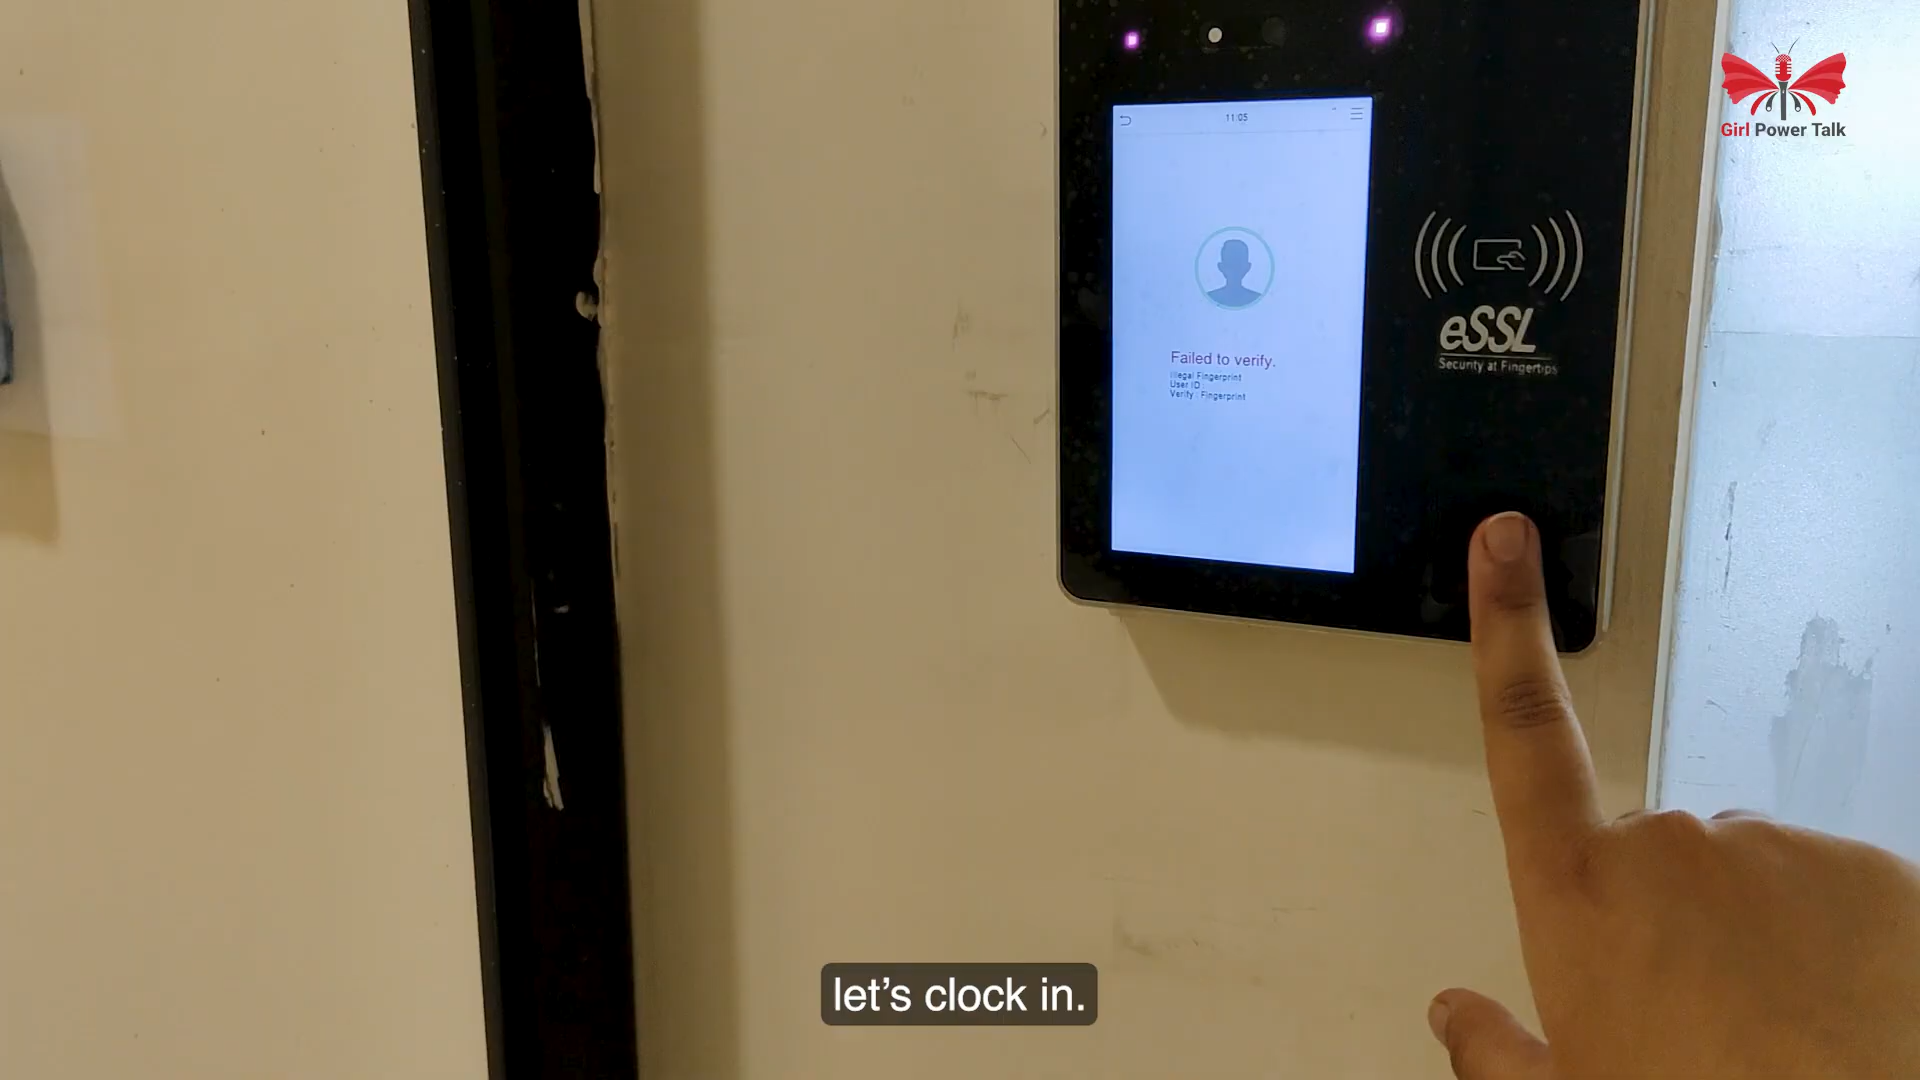 11:05
Girl Power Talk
eSSL
Security at Fingertips
Failed to verify.
Illegal Fingerprint
User ID:
Verify : Fingerprint
let’s clock in.